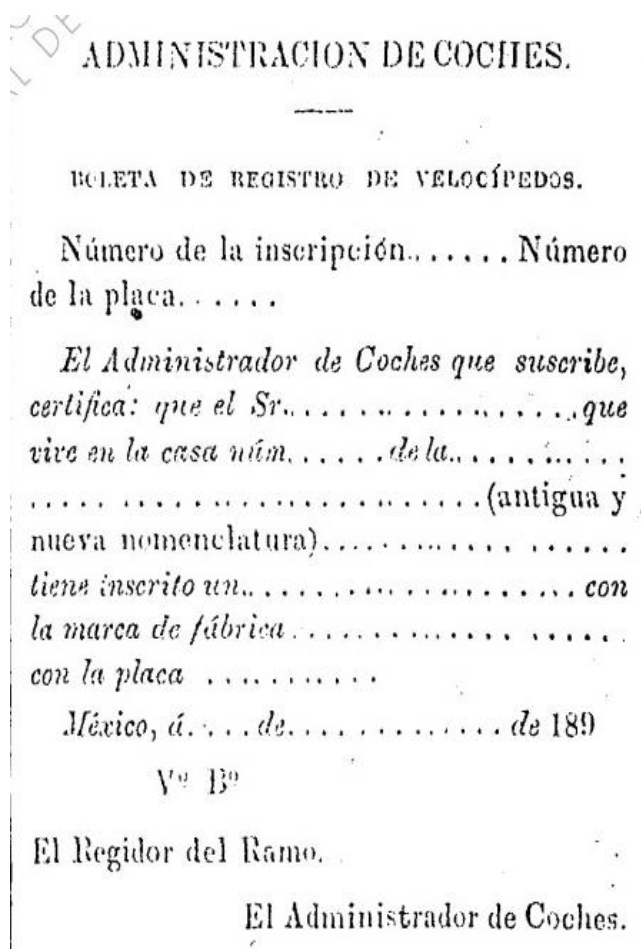 AL DE
ADMINISTRACION DE COCHES.
BOLETA DE REGISTRO DE VELOCÍPEDOS.
Número de la inscripción....... Número
de la placa.......
El Administrador de Coches que suscribe,
certifica: que el Sr....................que
vive en la casa núm.......de la............
..............................(antigua y
nueva nomenclatura)....................
tiene inscrito un...................... con
la marca de fábrica.....................
con la placa ...........
México, á.....de............... de 189
Vº Bº
El Regidor del Ramo.
El Administrador de Coches.